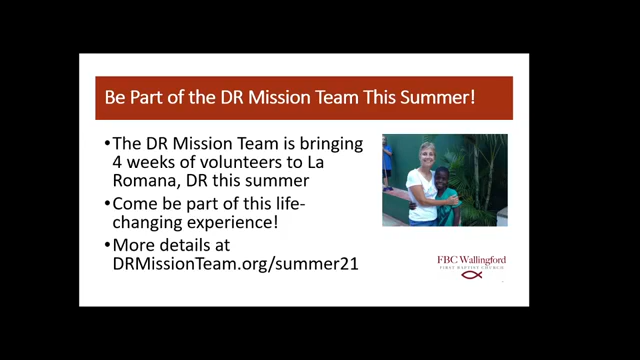 Be Part of the DR Mission Team This Summer!
•The DR Mission Team is bringing
4 weeks of volunteers to La
Romana, DR this summer
•Come be part of this life-
changing experience!
•More details at
DRMissionTeam.org/summer21
FBC Wallingford
FIRST BAPTIST CHURCH